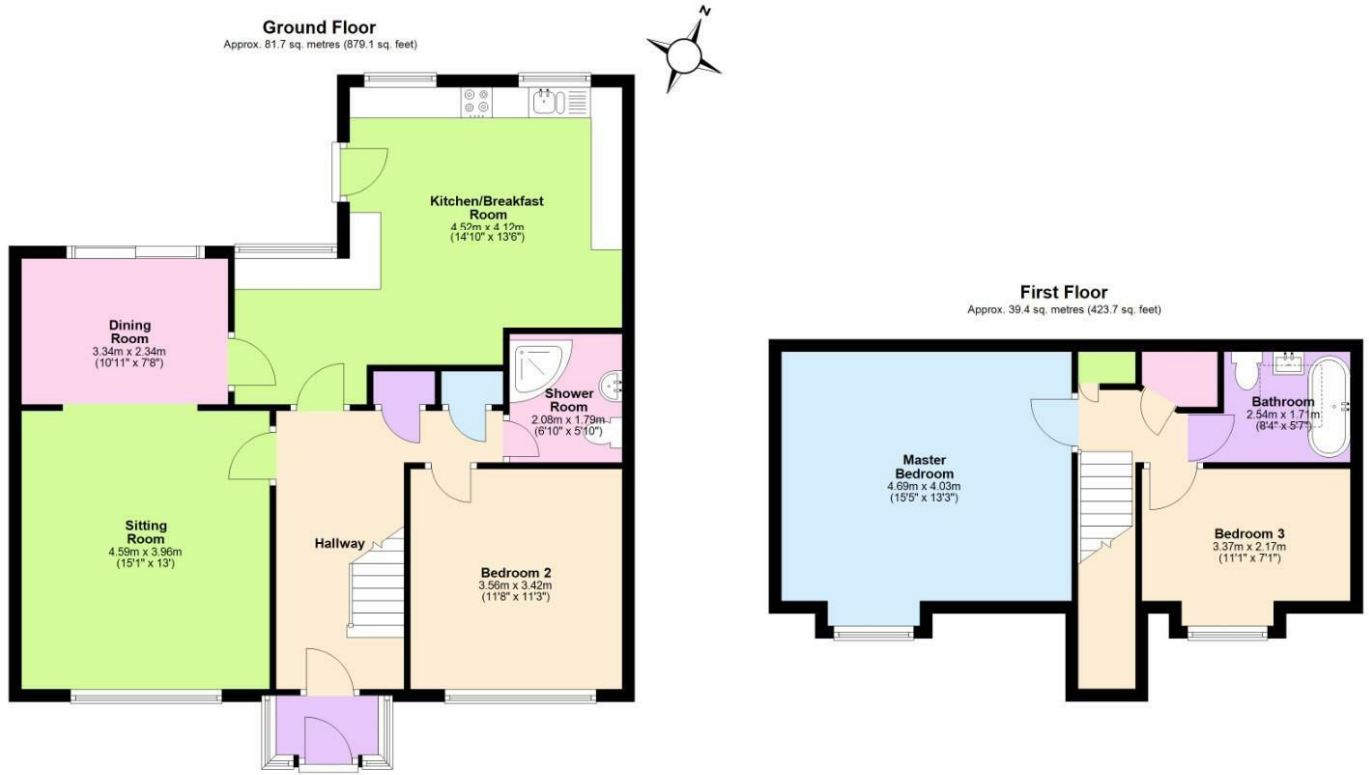 Ground Floor
Approx. 81.7 sq. metres (879.1 sq. feet)
N
Kitchen/Breakfast
Room
4.52m x 4.12m
(14'10" x 13'6")
Dining
Room
3.34m x 2.34m
(10'11" x 7'8")
Shower
Room
2.08m x 1.79m
(6'10" x 5'10")
Sitting
Room
4.59m x 3.96m
(15'1" x 13')
Hallway
Bedroom 2
3.56m x 3.42m
(11'8" x 11'3")
First Floor
Approx. 39.4 sq. metres (423.7 sq. feet)
Bathroom
2.54m x 1.71m
(8'4" x 5'7")
Master
Bedroom
4.69m x 4.03m
(15'5" x 13'3")
Bedroom 3
3.37m x 2.17m
(11'1" x 7'1")